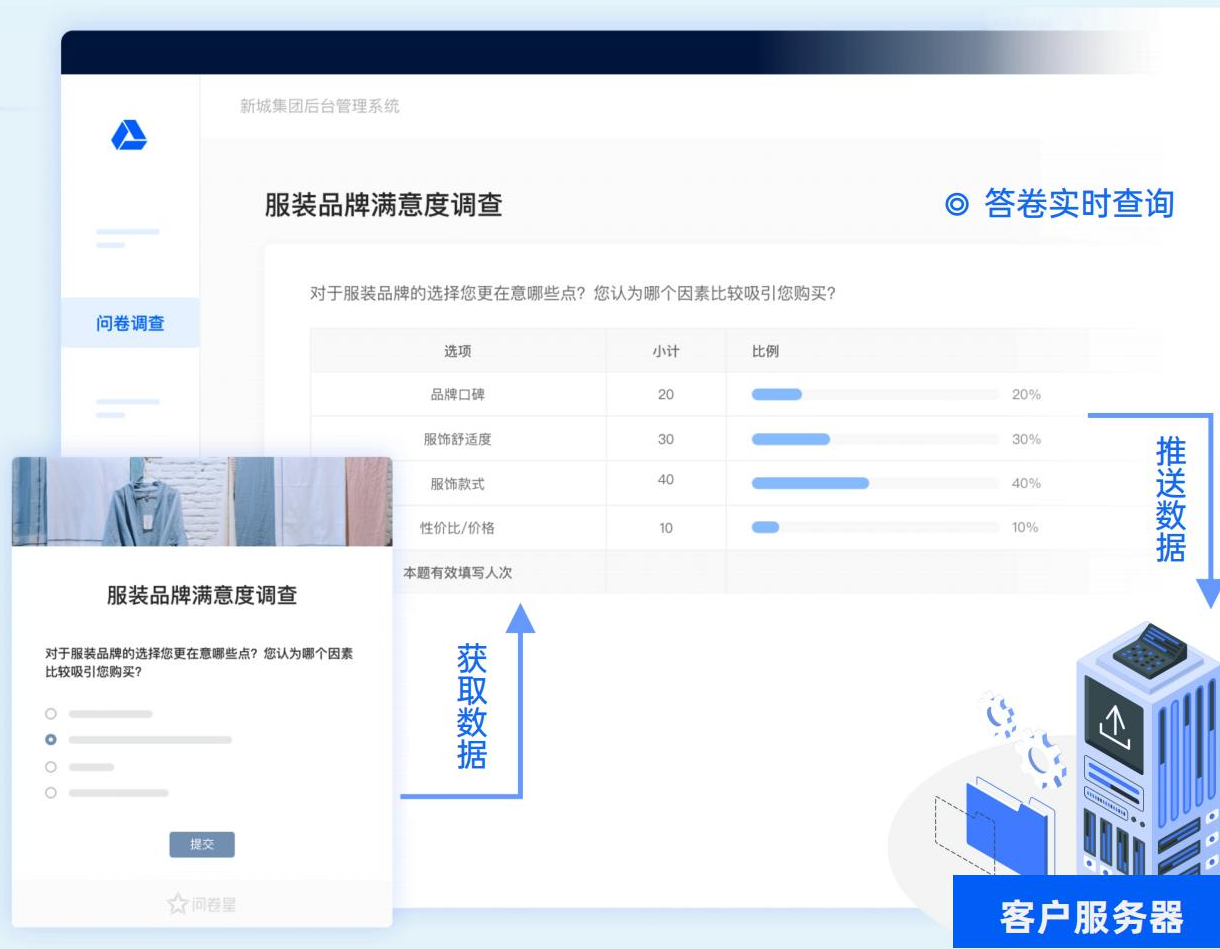 新城集团后台管理系统
服装品牌满意度调查
答卷实时查询
问卷调查
对于服装品牌的选择您更在意哪些点？您认为哪个因素比较吸引您购买？
选项 小计 比例
品牌口碑 20 20%
服饰舒适度 30 30%
服饰款式 40 40%
性价比/价格 10 10%
本题有效填写人次
推送数据
获取数据
服装品牌满意度调查
对于服装品牌的选择您更在意哪些点？您认为哪个因素
比较吸引您购买？
提交
问卷星
客户服务器